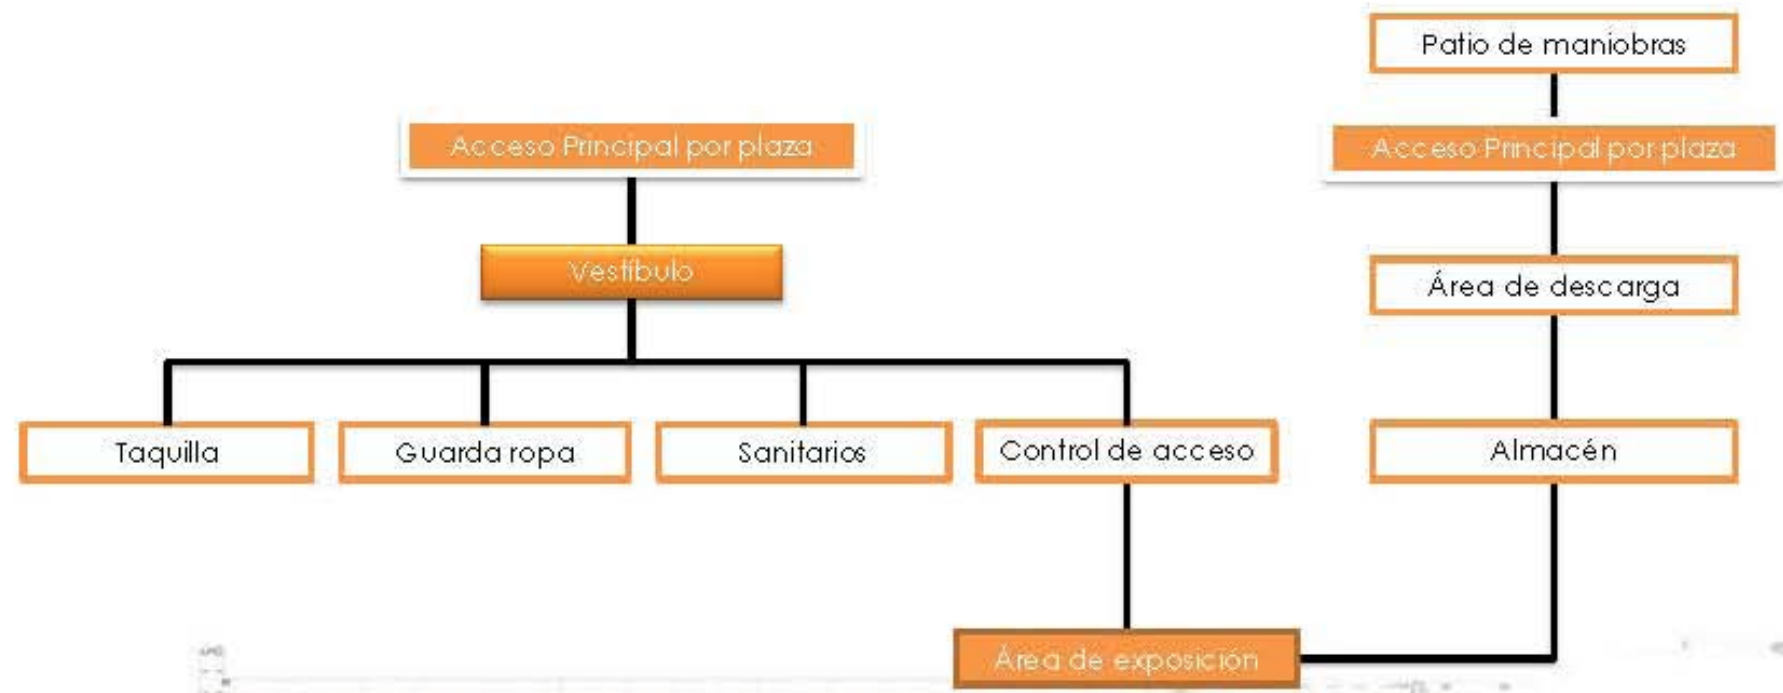 Patio de maniobras
Acceso Principal por plaza
Acceso Principal por plaza
Vestíbulo
Área de descarga
Taquilla
Guarda ropa
Sanitarios
Control de acceso
Almacén
Área de exposición